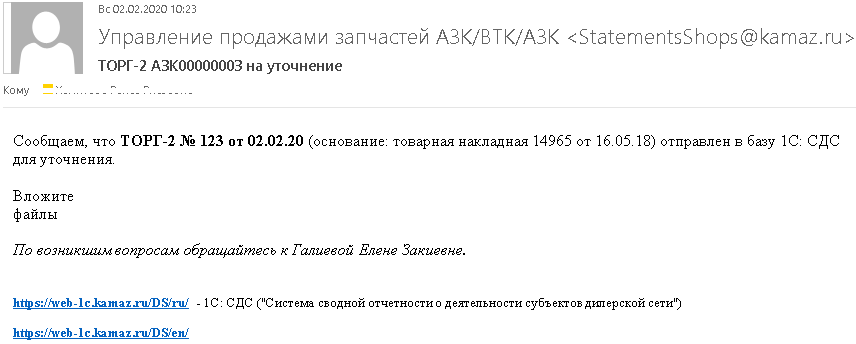 Вс 02.02.2020 10:23
Управление продажами запчастей АЗК/ВТК/АЗК <StatementsShops@kamaz.ru>
ТОРГ-2 АЗК00000003 на уточнение
Кому
Сообщаем, что ТОРГ-2 № 123 от 02.02.20 (основание: товарная накладная 14965 от 16.05.18) отправлен в базу 1С: СДС
для уточнения.
Вложите
файлы
По возникшим вопросам обращайтесь к Галиевой Елене Закиевне.
https://web-1c.kamaz.ru/DS/ru/ - 1С: СДС ("Система сводной отчетности о деятельности субъектов дилерской сети")
https://web-1c.kamaz.ru/DS/en/